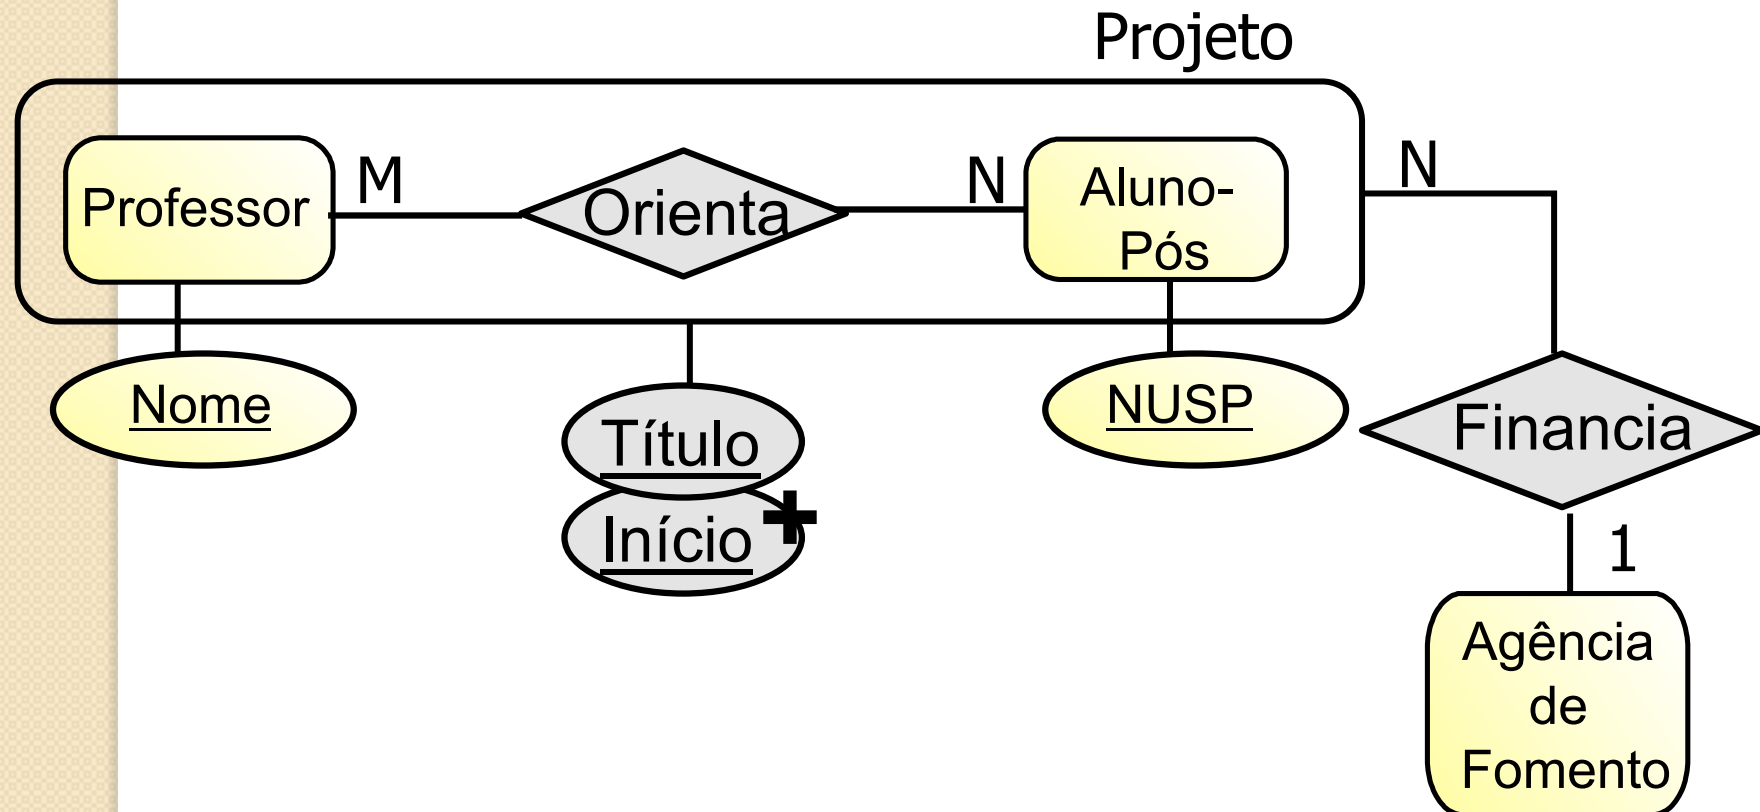 Projeto
Professor
M
Orienta
N
Aluno-
Pós
N
Nome
Título
Início
+
NUSP
Financia
1
Agência
de
Fomento